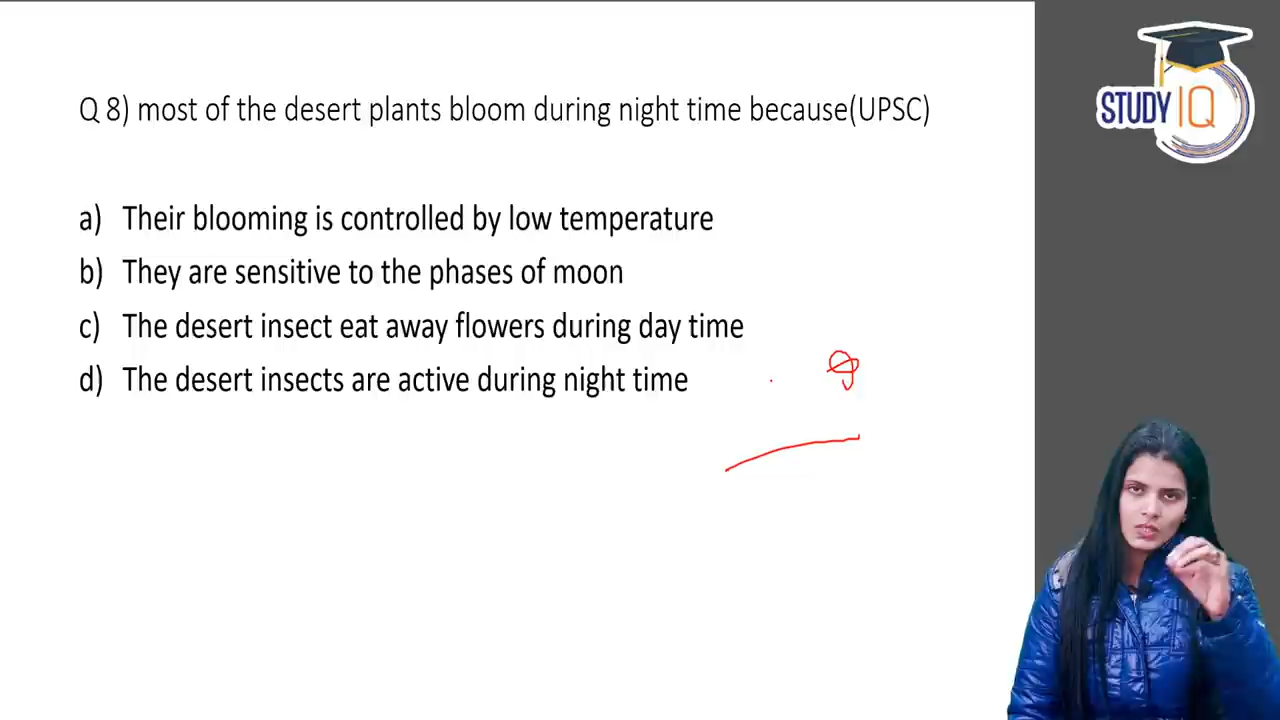 Q 8) most of the desert plants bloom during night time because(UPSC)
a) Their blooming is controlled by low temperature
b) They are sensitive to the phases of moon
c) The desert insect eat away flowers during day time
d) The desert insects are active during night time
STUDY IQ